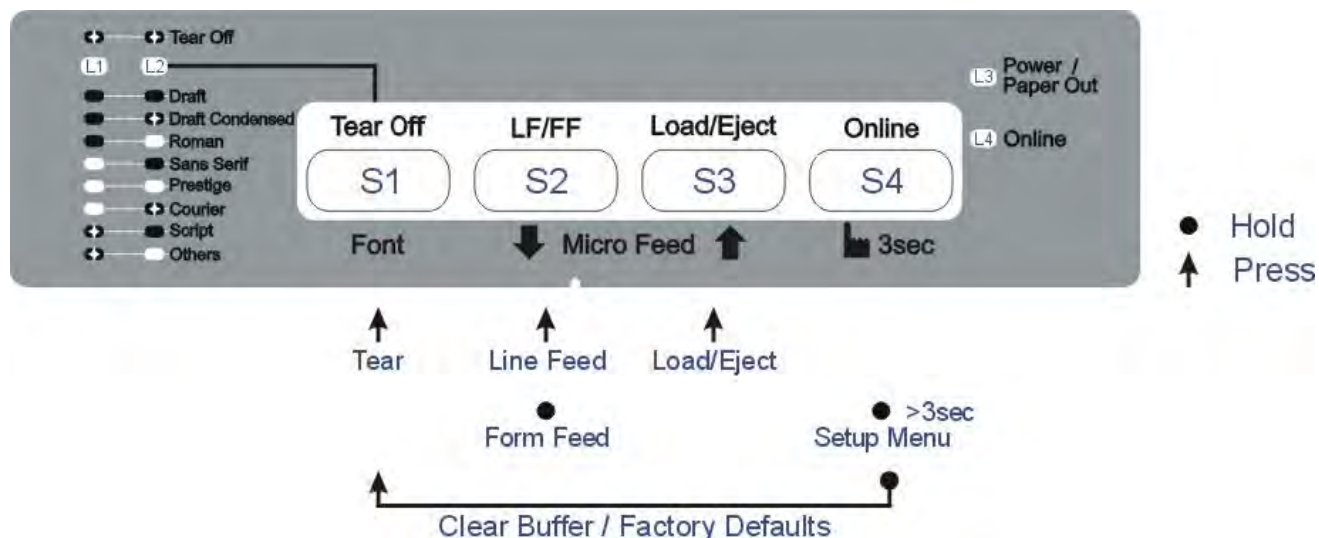 Tear Off
L1 L2
Draft
Draft Condensed
Roman
Sans Serif
Prestige
Courier
Script
Others
Tear Off LF/FF Load/Eject Online
S1 S2 S3 S4
Font Micro Feed 3sec
L3 Power /
Paper Out
L4 Online
Hold
Press
Tear Line Feed Load/Eject
Form Feed
>3sec
Setup Menu
Clear Buffer / Factory Defaults